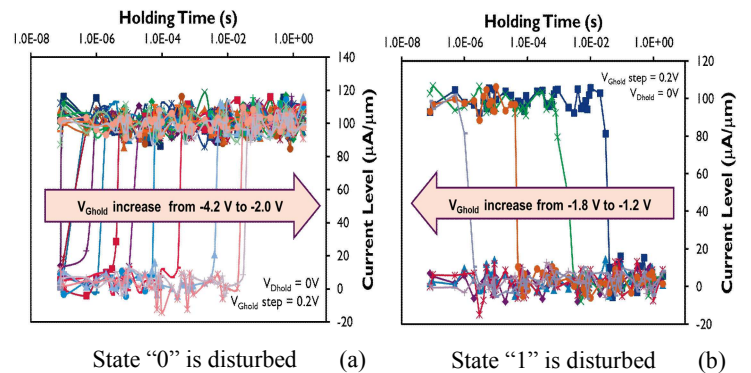 Holding Time (s)
1.0E-08 1.0E-06 1.0E-04 1.0E-02 1.0E+00
140
120
100
80
60
40
20
0
-20
Current Level (µA/µm)
V_Ghold increase from -4.2 V to -2.0 V
V_Dhold = 0V
V_Ghold step = 0.2V
State “0” is disturbed (a)
Holding Time (s)
1.0E-08 1.0E-06 1.0E-04 1.0E-02 1.0E+00
120
100
80
60
40
20
0
-20
Current Level (µA/µm)
V_Ghold step = 0.2V
V_Dhold = 0V
V_Ghold increase from -1.8 V to -1.2 V
State “1” is disturbed (b)